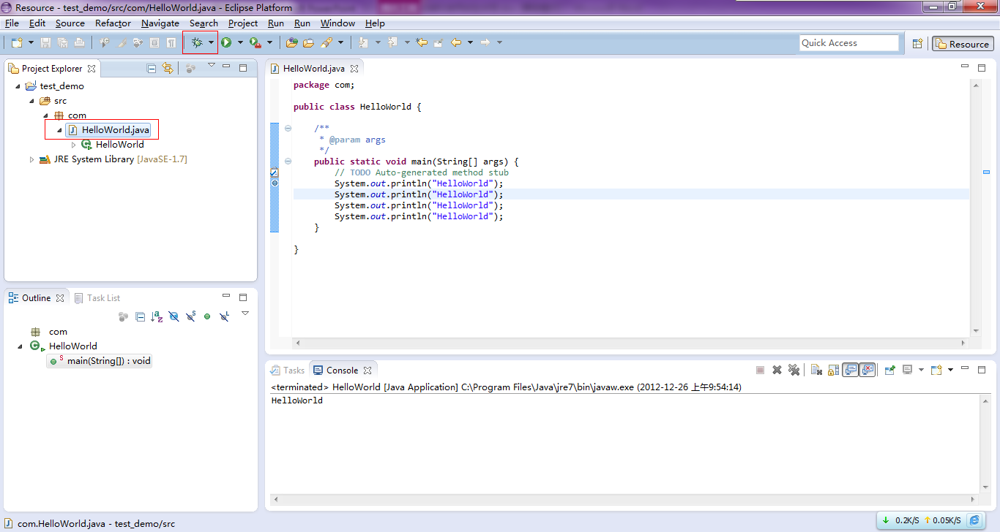 Resource - test_demo/src/com/HelloWorld.java - Eclipse Platform
File Edit Source Refactor Navigate Search Project Run Run Window Help
Quick Access
Resource
Project Explorer
test_demo
src
com
HelloWorld.java
HelloWorld
JRE System Library [JavaSE-1.7]
HelloWorld.java
package com;
public class HelloWorld {
/**
* @param args
*/
public static void main(String[] args) {
// TODO Auto-generated method stub
System.out.println("HelloWorld");
System.out.println("HelloWorld");
System.out.println("HelloWorld");
System.out.println("HelloWorld");
}
}
Outline Task List
com
HelloWorld
main(String[]) : void
Tasks Console
<terminated> HelloWorld [Java Application] C:\Program Files\Java\jre7\bin\javaw.exe (2012-12-26 上午9:54:14)
HelloWorld
com.HelloWorld.java - test_demo/src
0.2K/S 0.05K/S